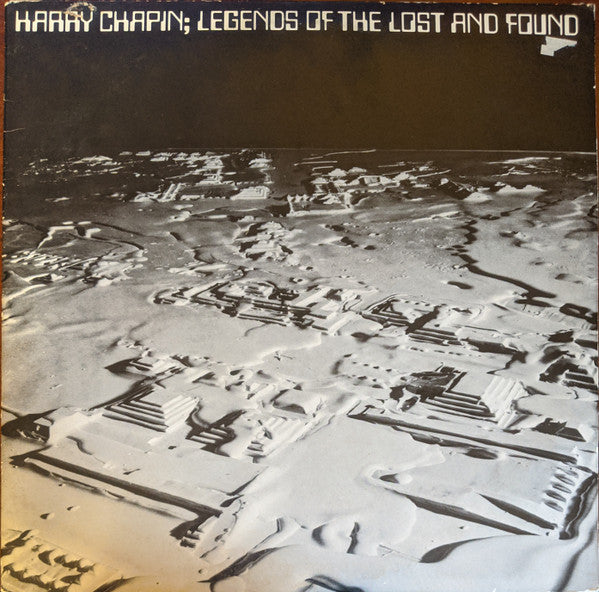 HARRY CHAPIN; LEGENDS OF THE LOST AND FOUND